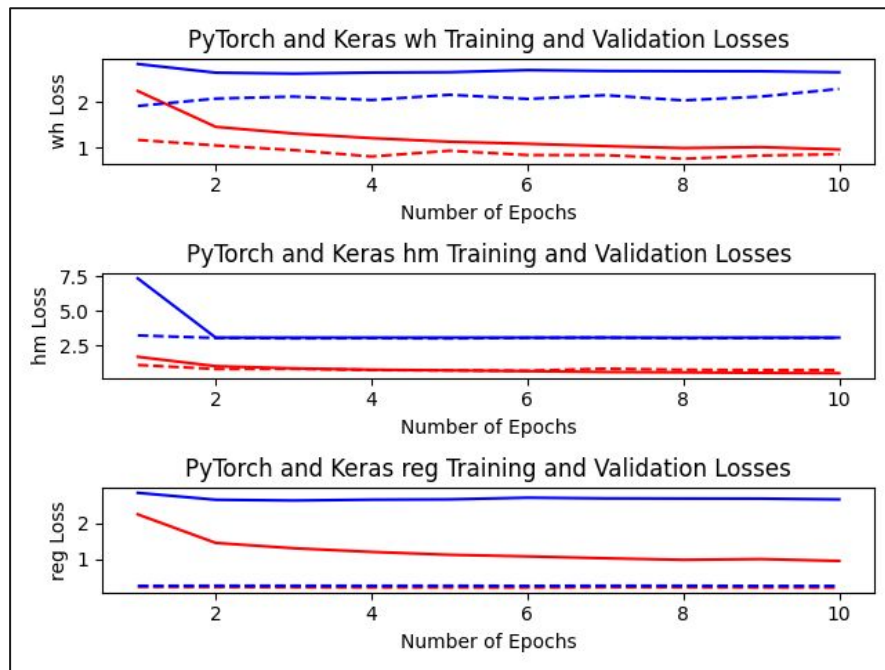 PyTorch and Keras wh Training and Validation Losses
wh Loss
2
1
2
4
6
8
10
Number of Epochs
PyTorch and Keras hm Training and Validation Losses
hm Loss
7.5
5.0
2.5
2
4
6
8
10
Number of Epochs
PyTorch and Keras reg Training and Validation Losses
reg Loss
2
1
2
4
6
8
10
Number of Epochs